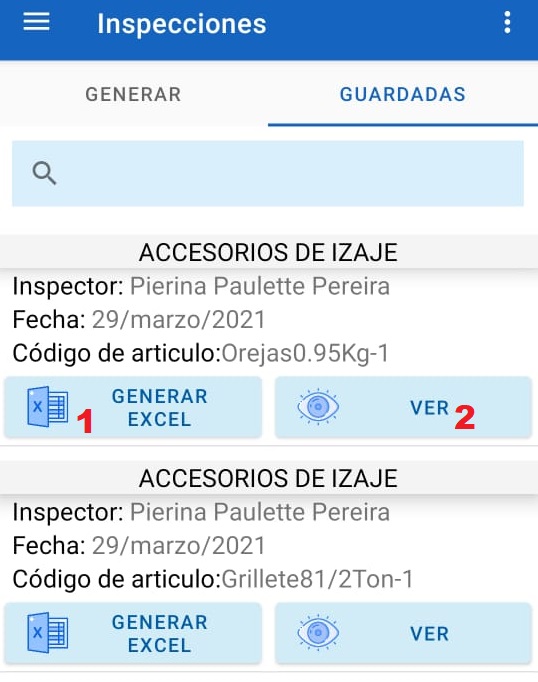 Inspecciones
GENERAR GUARDADAS
ACCESORIOS DE IZAJE
Inspector: Pierina Paulette Pereira
Fecha: 29/marzo/2021
Código de articulo:Orejas0.95Kg-1
X 1 GENERAR EXCEL VER 2
ACCESORIOS DE IZAJE
Inspector: Pierina Paulette Pereira
Fecha: 29/marzo/2021
Código de articulo:Grillete81/2Ton-1
X GENERAR EXCEL VER